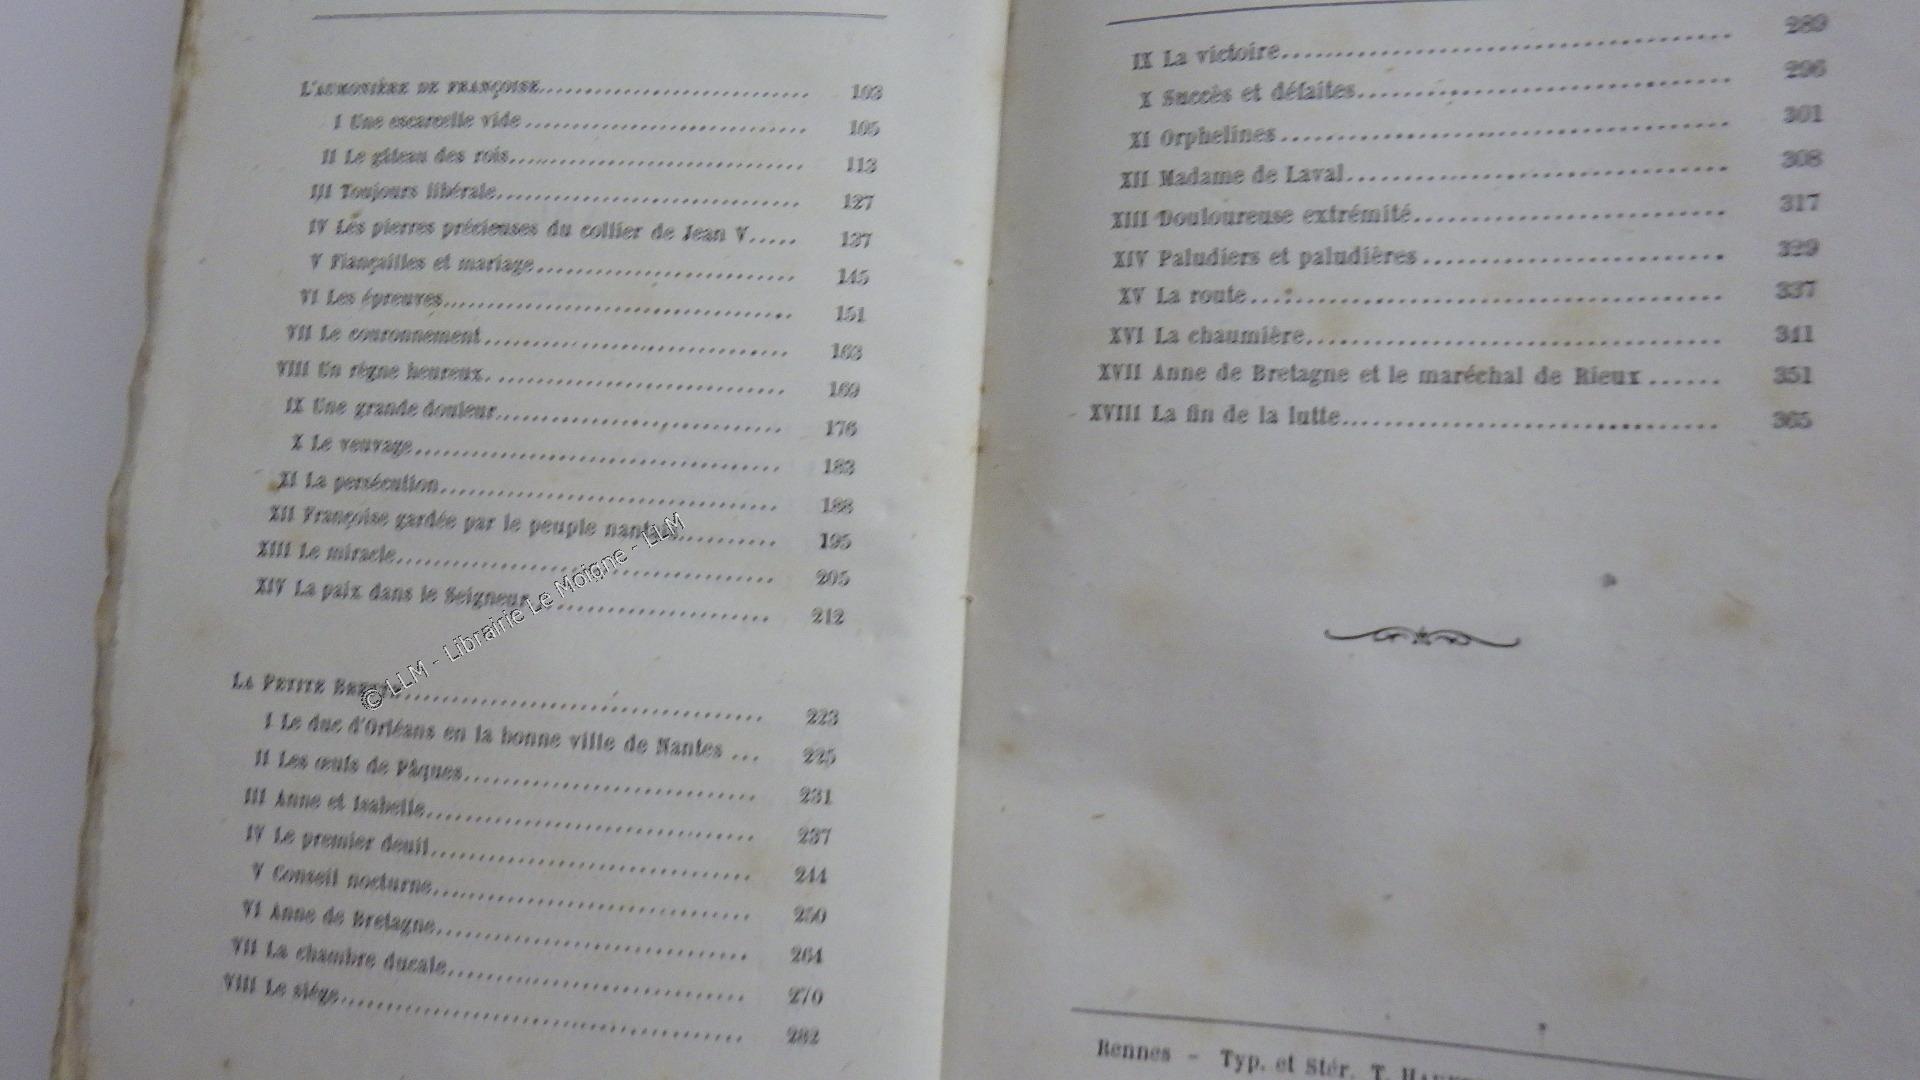 L'AUMONIÈRE DE FRANÇOISE........ 103
I Une escarcelle vide........ 105
II Le gâteau des rois........ 113
III Toujours libérale........ 127
IV Les pierres précieuses du collier de Jean V..... 137
V Fiançailles et mariage........ 145
VI Les épreuves........ 151
VII Le couronnement........ 163
VIII Un règne heureux........ 169
IX Une grande douleur........ 176
X Le veuvage........ 183
XI La persécution........ 188
XII Françoise gardée par le peuple nantais........ 195
XIII Le miracle........ 205
XIV La paix dans le Seigneur........ 212
© LLM - Librairie Le Moigne - LLM
LA PETITE ........ 223
I Le duc d'Orléans en la bonne ville de Nantes ... 225
II Les œufs de Pâques........ 231
III Anne et Isabelle........ 237
IV Le premier deuil........ 244
V Conseil nocturne........ 250
VI Anne de Bretagne........ 264
VII La chambre ducale........ 270
VIII Le siége........ 282
IX La victoire........ 289
X Succès et défaites........ 296
XI Orphelines........ 301
XII Madame de Laval........ 308
XIII Douloureuse extrémité........ 317
XIV Paludiers et paludières........ 329
XV La route........ 337
XVI La chaumière........ 341
XVII Anne de Bretagne et le maréchal de Rieux...... 351
XVIII La fin de la lutte........ 365
Rennes - Typ. et Stér. T.